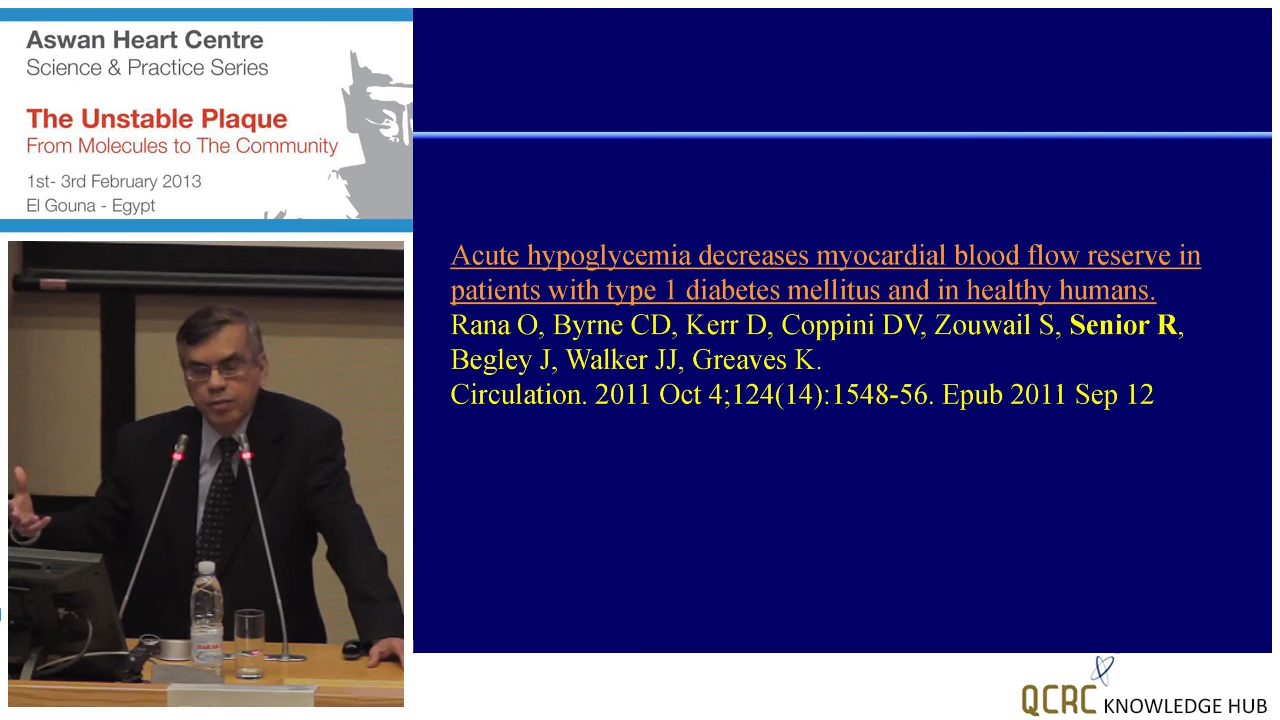 Aswan Heart Centre
Science & Practice Series
The Unstable Plaque
From Molecules to The Community
1st- 3rd February 2013
El Gouna - Egypt
Acute hypoglycemia decreases myocardial blood flow reserve in
patients with type 1 diabetes mellitus and in healthy humans.
Rana O, Byrne CD, Kerr D, Coppini DV, Zouwail S, Senior R,
Begley J, Walker JJ, Greaves K.
Circulation. 2011 Oct 4;124(14):1548-56. Epub 2011 Sep 12
QCRC KNOWLEDGE HUB